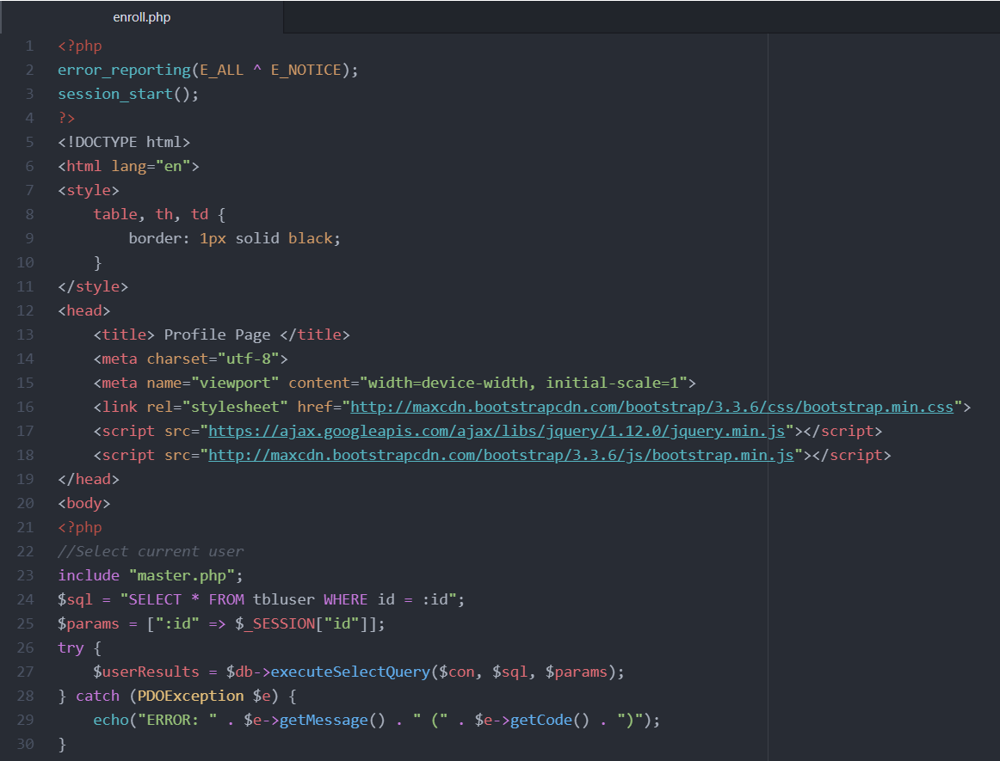 enroll.php
1 <?php
2 error_reporting(E_ALL ^ E_NOTICE);
3 session_start();
4 ?>
5 <!DOCTYPE html>
6 <html lang="en">
7 <style>
8     table, th, td {
9         border: 1px solid black;
10     }
11 </style>
12 <head>
13     <title> Profile Page </title>
14     <meta charset="utf-8">
15     <meta name="viewport" content="width=device-width, initial-scale=1">
16     <link rel="stylesheet" href="http://maxcdn.bootstrapcdn.com/bootstrap/3.3.6/css/bootstrap.min.css">
17     <script src="https://ajax.googleapis.com/ajax/libs/jquery/1.12.0/jquery.min.js"></script>
18     <script src="http://maxcdn.bootstrapcdn.com/bootstrap/3.3.6/js/bootstrap.min.js"></script>
19 </head>
20 <body>
21 <?php
22 //Select current user
23 include "master.php";
24 $sql = "SELECT * FROM tbluser WHERE id = :id";
25 $params = [":id" => $_SESSION["id"]];
26 try {
27     $userResults = $db->executeSelectQuery($con, $sql, $params);
28 } catch (PDOException $e) {
29     echo("ERROR: " . $e->getMessage() . " (" . $e->getCode() . ")");
30 }